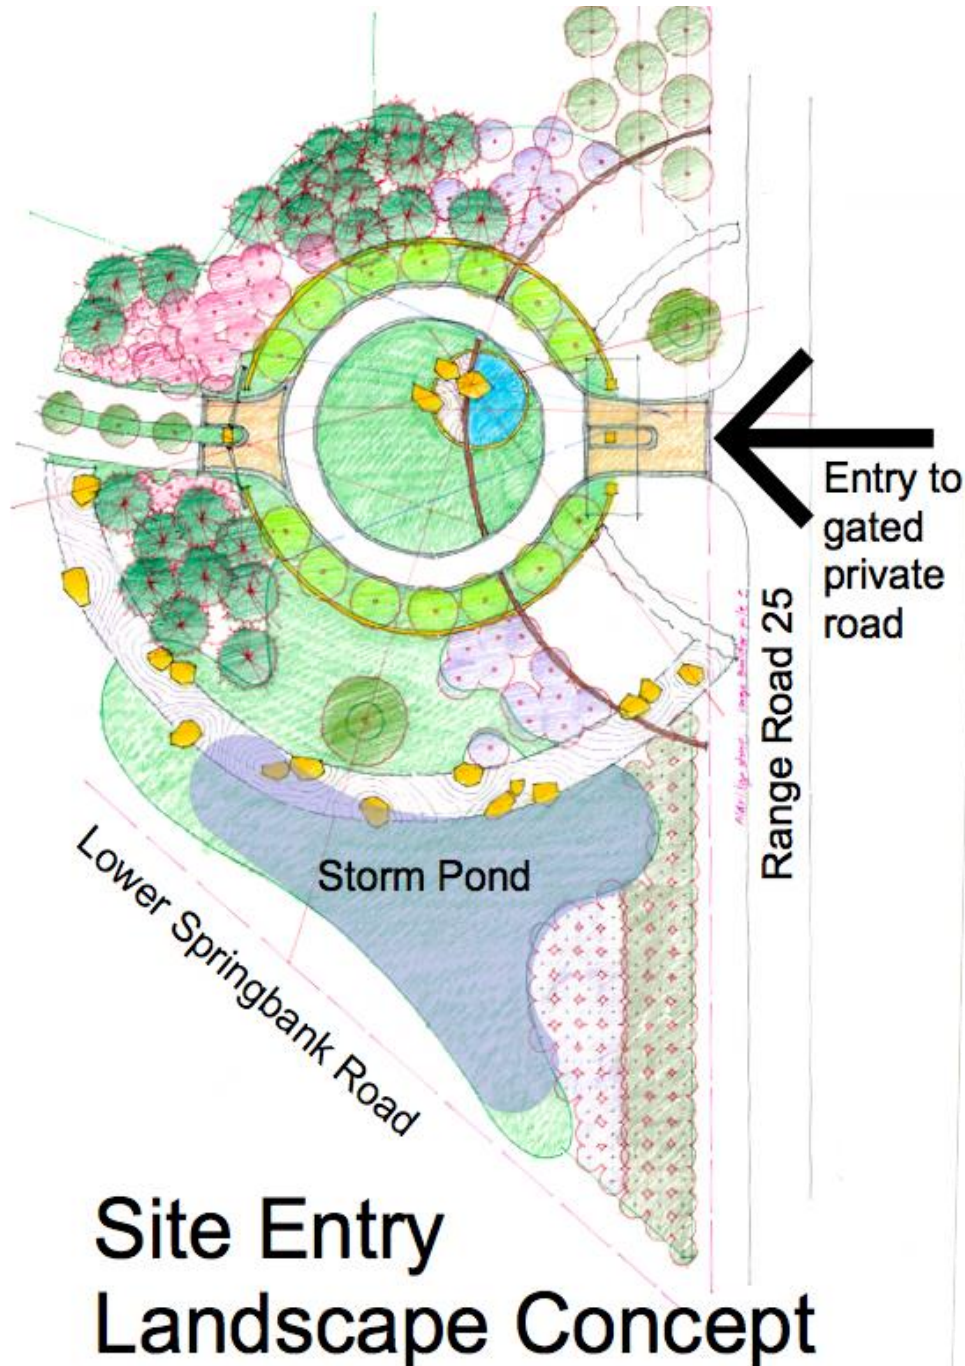 Entry to
gated
private
road
Range Road 25
Storm Pond
Lower Springbank Road
Site Entry
Landscape Concept